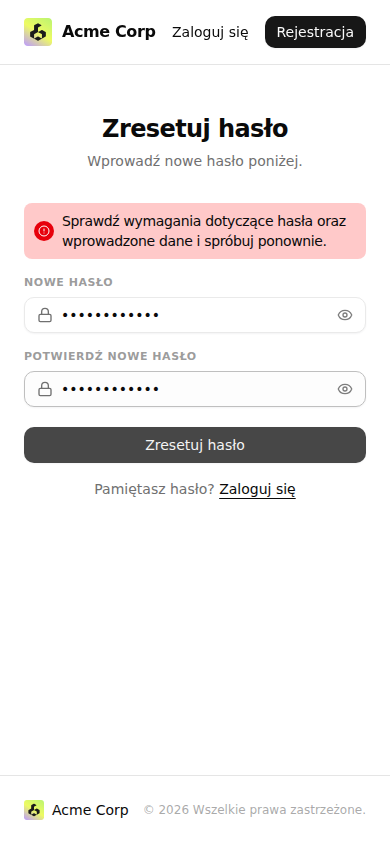 Acme Corp
Zaloguj się
Rejestracja
Zresetuj hasło
Wprowadź nowe hasło poniżej.
Sprawdź wymagania dotyczące hasła oraz
wprowadzone dane i spróbuj ponownie.
NOWE HASŁO
••••••••••••
POTWIERDŹ NOWE HASŁO
••••••••••••
Zresetuj hasło
Pamiętasz hasło? Zaloguj się
Acme Corp
© 2026 Wszelkie prawa zastrzeżone.